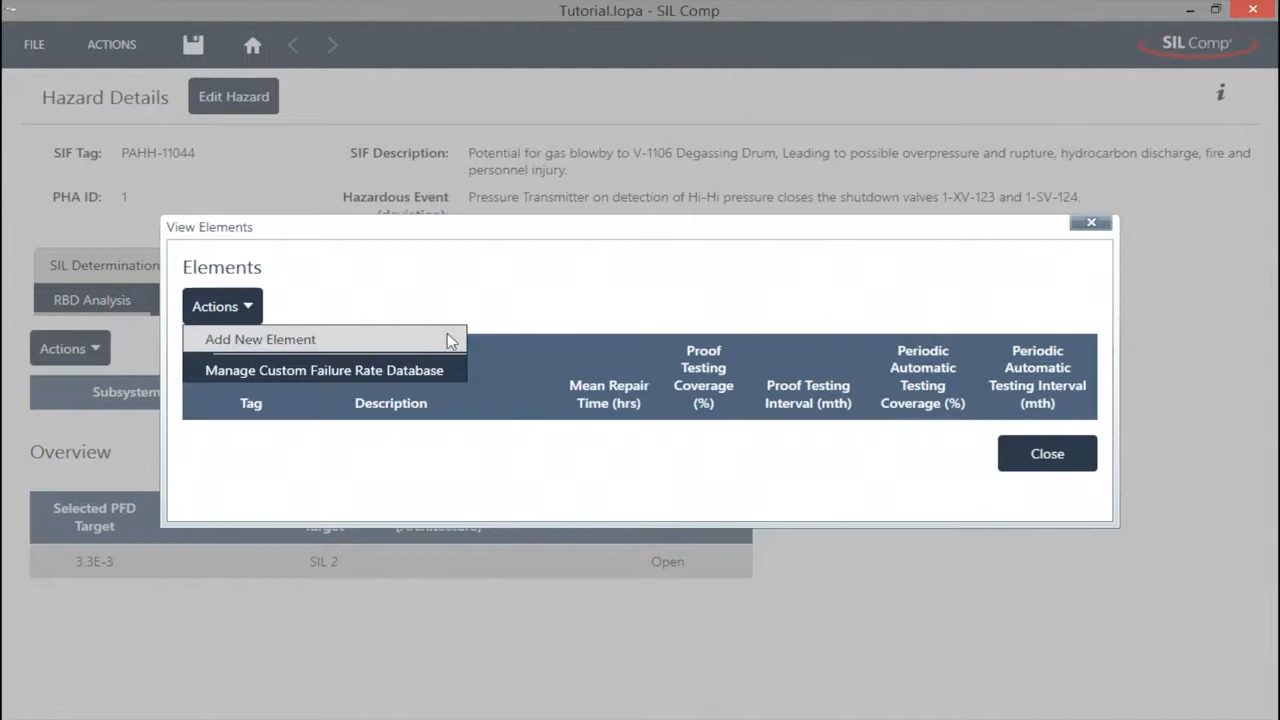 Tutorial.lopa - SIL Comp
FILE
ACTIONS
SIL Comp
Hazard Details
Edit Hazard
i
SIF Tag:
PAHH-11044
SIF Description:
Potential for gas blowby to V-1106 Degassing Drum, Leading to possible overpressure and rupture, hydrocarbon discharge, fire and
personnel injury.
PHA ID:
1
Hazardous Event
(deviation)
Pressure Transmitter on detection of Hi-Hi pressure closes the shutdown valves 1-XV-123 and 1-SV-124.
View Elements
SIL Determination
RBD Analysis
Actions
Subsystem
Elements
Actions
Add New Element
Manage Custom Failure Rate Database
Tag
Description
Mean Repair
Time (hrs)
Proof
Testing
Coverage
(%)
Proof Testing
Interval (mth)
Periodic
Automatic
Testing
Coverage (%)
Periodic
Automatic
Testing Interval
(mth)
Close
Overview
Selected PFD
Target
Target
(Architecture)
3.3E-3
SIL 2
Open